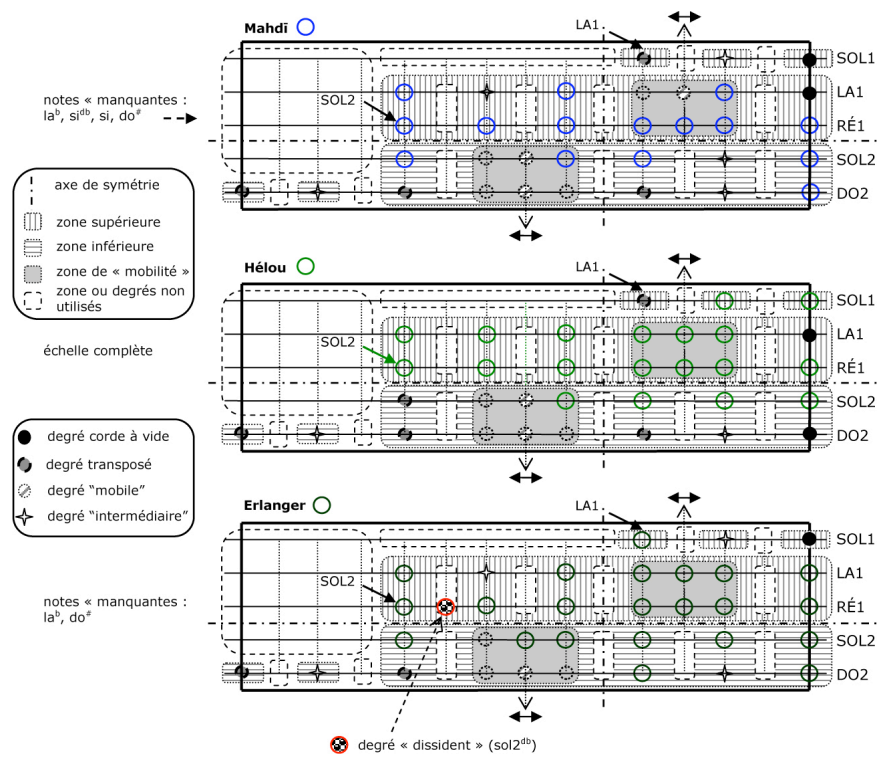 Mahdī
LA1
SOL1
LA1
RÉ1
SOL2
DO2
SOL2
notes « manquantes :
la^b, si^db, si, do^#
axe de symétrie
zone supérieure
zone inférieure
zone de « mobilité »
zone ou degrés non
utilisés
Hélou
LA1
SOL1
LA1
RÉ1
SOL2
DO2
SOL2
échelle complète
degré corde à vide
degré transposé
degré "mobile"
degré "intermédiaire"
Erlanger
LA1
SOL1
LA1
RÉ1
SOL2
DO2
SOL2
notes « manquantes :
la^b, do^#
degré « dissident » (sol2^db)